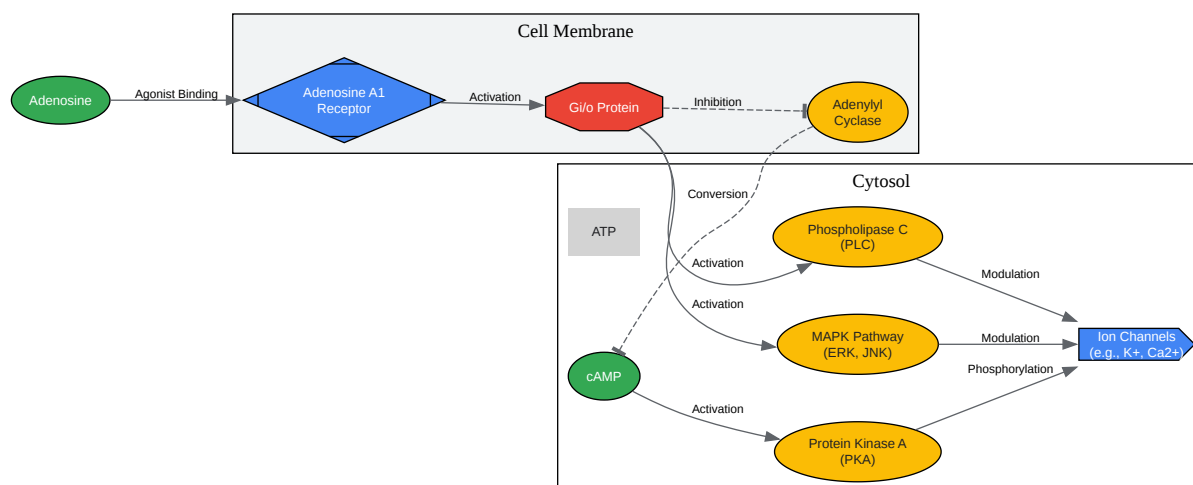 Cell Membrane
Adenosine
Agonist Binding
Adenosine A1
Receptor
Activation
Gi/o Protein
Inhibition
Adenylyl
Cyclase
Cytosol
Conversion
ATP
Phospholipase C
(PLC)
Activation
Modulation
Activation
MAPK Pathway
(ERK, JNK)
Modulation
Ion Channels
(e.g., K+, Ca2+)
Phosphorylation
cAMP
Activation
Protein Kinase A
(PKA)